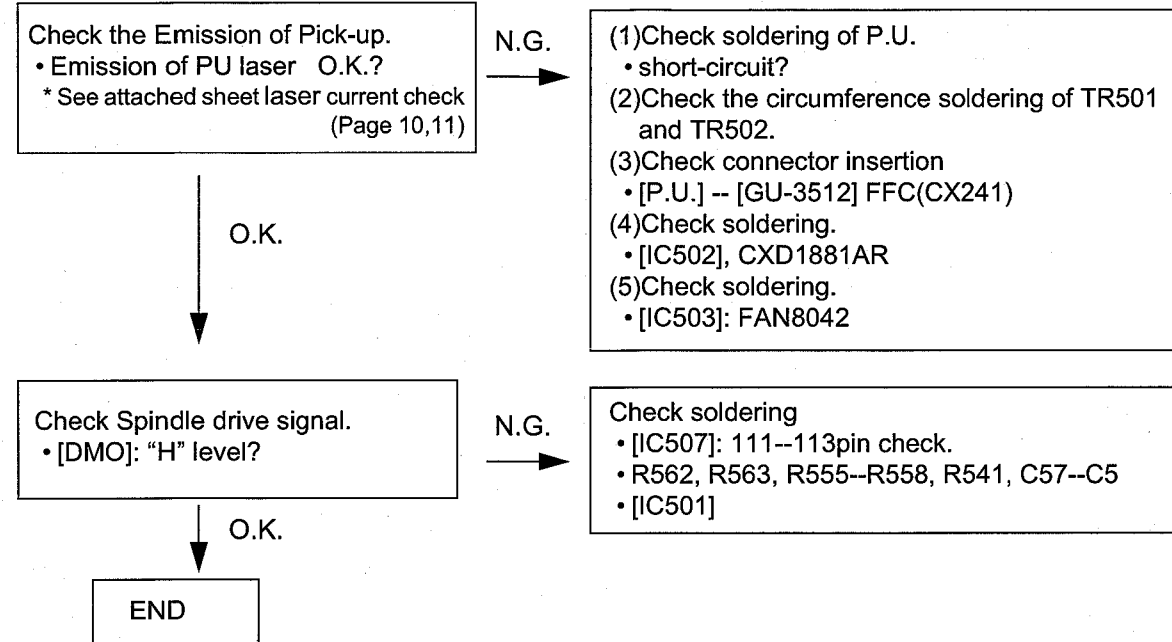 Check the Emission of Pick-up.
• Emission of PU laser O.K.?
* See attached sheet laser current check
(Page 10,11)
N.G.
(1)Check soldering of P.U.
• short-circuit?
(2)Check the circumference soldering of TR501
and TR502.
(3)Check connector insertion
• [P.U.] -- [GU-3512] FFC(CX241)
(4)Check soldering.
• [IC502], CXD1881AR
(5)Check soldering.
• [IC503]: FAN8042
O.K.
Check Spindle drive signal.
• [DMO]: “H” level?
N.G.
Check soldering
• [IC507]: 111--113pin check.
• R562, R563, R555--R558, R541, C57--C5
• [IC501]
O.K.
END